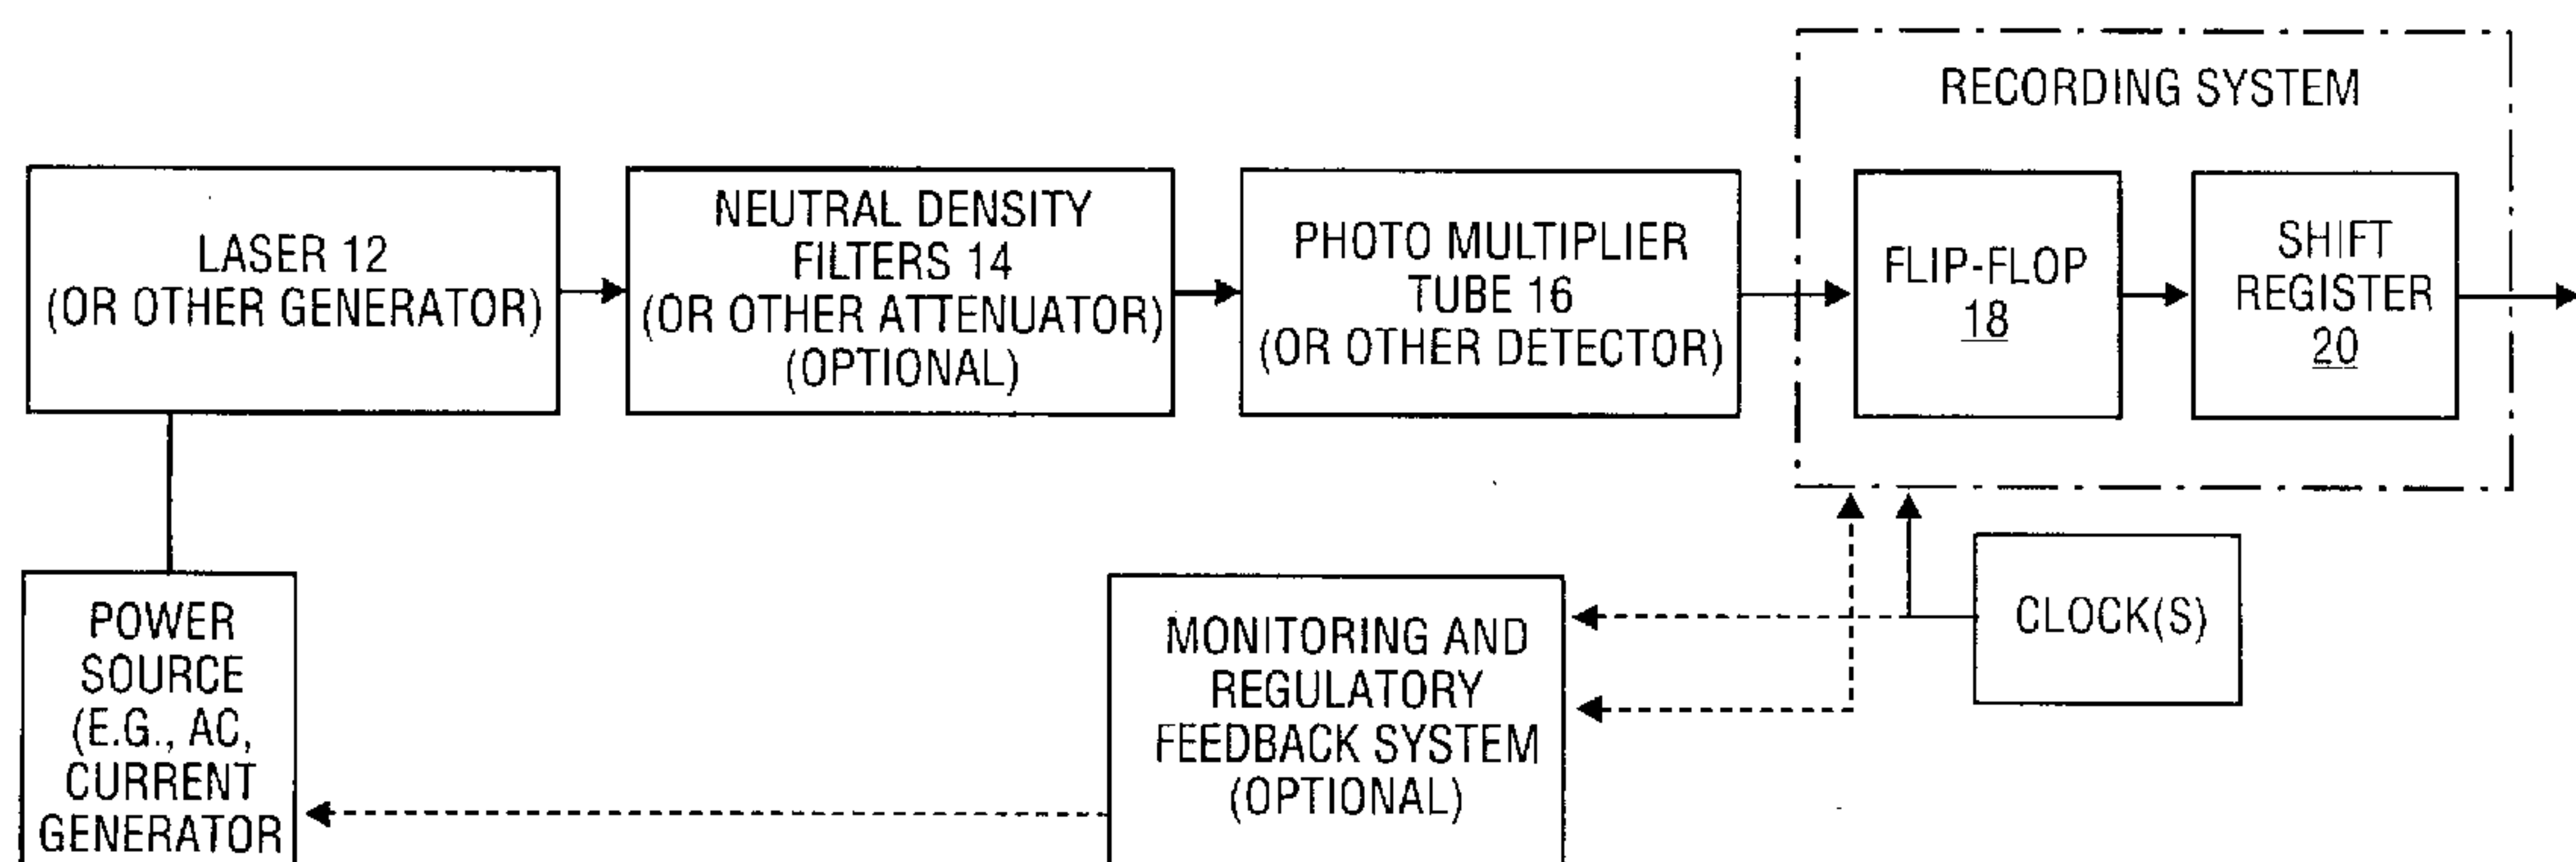 RECORDING SYSTEM
LASER 12
(OR OTHER GENERATOR)
NEUTRAL DENSITY
FILTERS 14
(OR OTHER ATTENUATOR)
(OPTIONAL)
PHOTO MULTIPLIER
TUBE 16
(OR OTHER DETECTOR)
FLIP-FLOP
18
SHIFT
REGISTER
20
POWER
SOURCE
(E.G., AC,
CURRENT
GENERATOR
MONITORING AND
REGULATORY
FEEDBACK SYSTEM
(OPTIONAL)
CLOCK(S)